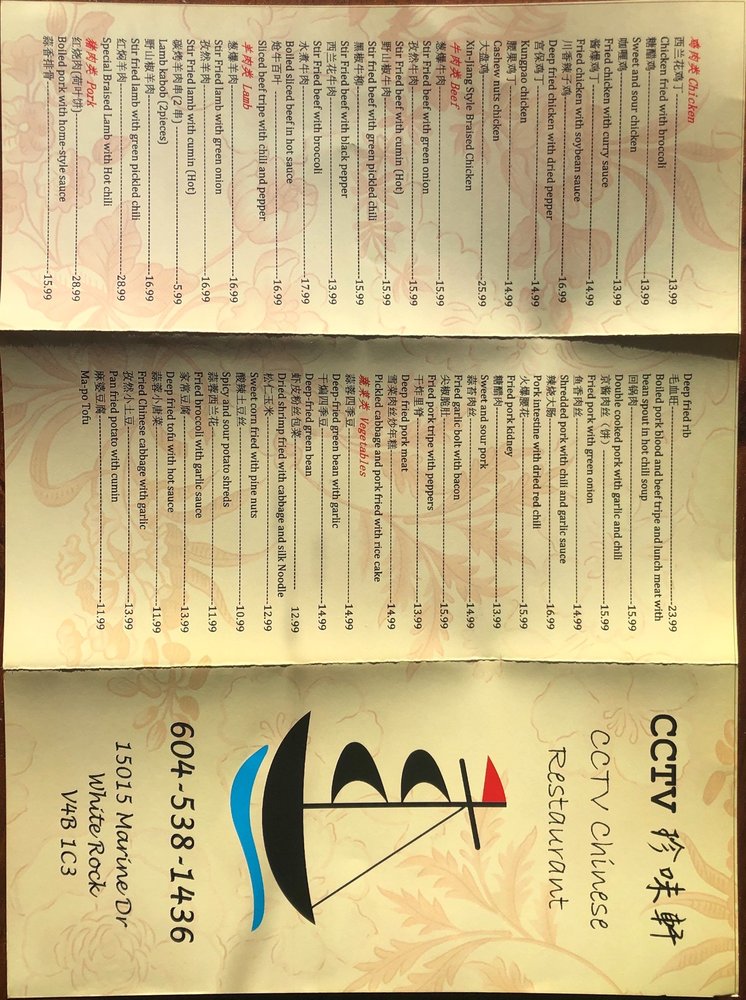 鸡肉类 Chicken
西兰花鸡丁------13.99
Chicken fried with broccoli
糖醋鸡------13.99
Sweet and sour chicken
咖喱鸡------13.99
Fried chicken with curry sauce
酱爆鸡丁------14.99
Fried chicken with soybean sauce
川香辣子鸡------16.99
Deep fried chicken with dried pepper
宫保鸡丁------14.99
Kungpao chicken
腰果鸡丁------14.99
Cashew nuts chicken
大盘鸡------25.99
Xin-Jiang Style Braised Chicken
牛肉类 Beef
葱爆牛肉------15.99
Stir Fried beef with green onion
孜然牛肉------15.99
Stir Fried beef with cumin (Hot)
野山椒牛肉------15.99
Stir fried beef with green pickled chili
黑椒牛柳------15.99
Stir Fried beef with black pepper
西兰花牛肉------13.99
Stir Fried beef with broccoli
水煮牛肉------17.99
Boiled sliced beef in hot sauce
炝牛百叶------16.99
Sliced beef tripe with chili and pepper
羊肉类 Lamb
葱爆羊肉------16.99
Stir Fried lamb with green onion
孜然羊肉------16.99
Stir Fried lamb with cumin (Hot)
碳烤羊肉串(2 串)------5.99
Lamb kabob (2pieces)
野山椒羊肉------16.99
Stir fried lamb with green pickled chili
红焖羊肉------28.99
Special Braised Lamb with Hot chili
猪肉类 Pork
红烧肉(荷叶饼)------28.99
Boiled pork with home-style sauce
蒜香排骨------15.99
Deep fried rib
毛血旺------23.99
Boiled pork blood and beef tripe and lunch meat with
bean spout in hot chili soup
回锅肉------15.99
Double cooked pork with garlic and chili
京酱肉丝（饼）------15.99
Fried pork with green onion
鱼香肉丝------14.99
Shredded pork with chili and garlic sauce
辣烧大肠------16.99
Pork intestine with dried red chili
火爆腰花------15.99
Fried pork kidney
糖醋肉------13.99
Sweet and sour pork
蒜苔肉丝------14.99
Fried garlic bolt with bacon
尖椒肥肚------15.99
Fried pork tripe with peppers
干炸里脊------13.99
Deep fried pork meat
雪菜肉丝炒年糕------14.99
Pickled cabbage and pork fried with rice cake
蔬菜类 Vegetables
蒜蓉四季豆------14.99
Deep-fried green bean with garlic
干煸四季豆------14.99
Deep-fried green bean
虾皮粉丝包菜------12.99
Dried shrimp fried with cabbage and silk Noodle
松仁玉米------12.99
Sweet corn fried with pine nuts
酸辣土豆丝------10.99
Spicy and sour potato shreds
蒜蓉西兰花------11.99
Fried broccoli with garlic sauce
家常豆腐------13.99
Deep fried tofu with hot sauce
蒜蓉小唐菜------11.99
Fried Chinese cabbage with garlic
孜然小土豆------13.99
Pan fried potato with cumin
麻婆豆腐------11.99
Ma-po Tofu
CCTV 珍味軒
CCTV Chinese
Restaurant
604-538-1436
15015 Marine Dr
White Rock
V4B 1C3